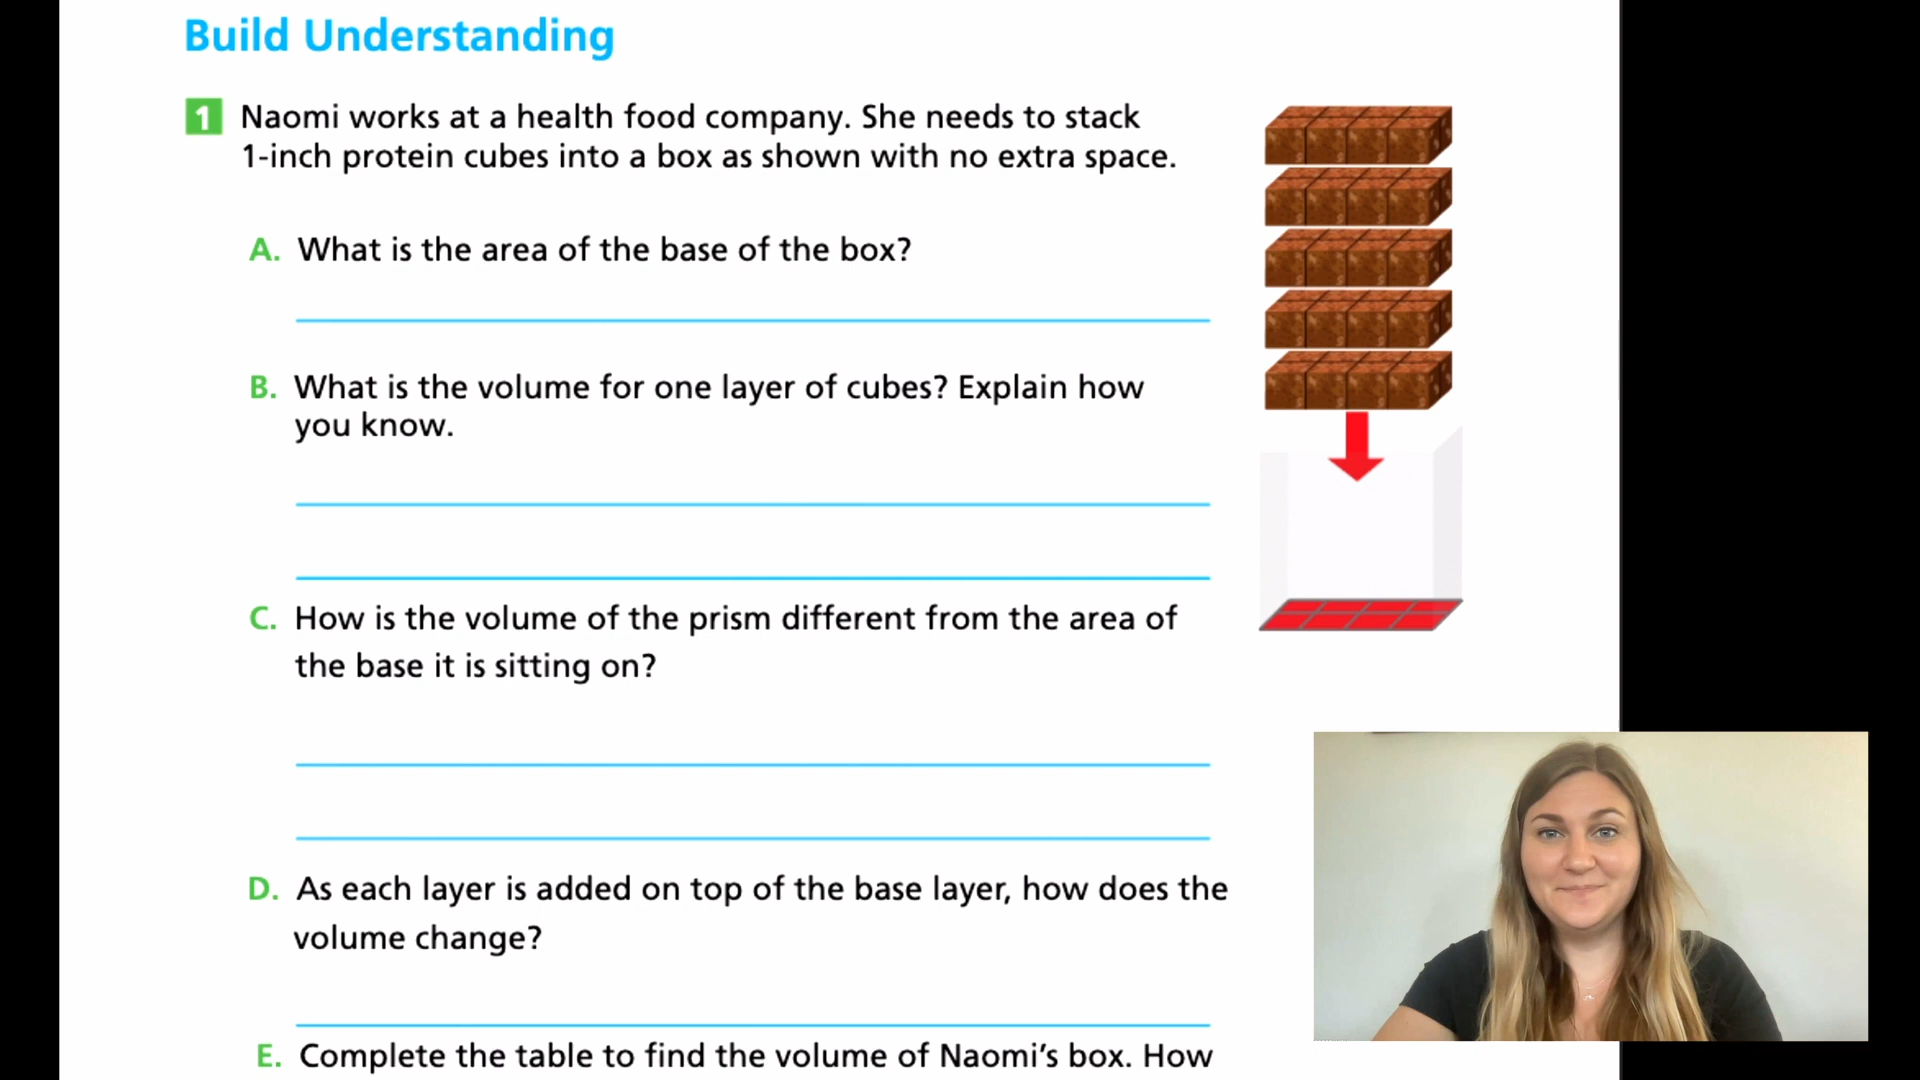 Build Understanding
1 Naomi works at a health food company. She needs to stack
1-inch protein cubes into a box as shown with no extra space.
A. What is the area of the base of the box?
B. What is the volume for one layer of cubes? Explain how
you know.
C. How is the volume of the prism different from the area of
the base it is sitting on?
D. As each layer is added on top of the base layer, how does the
volume change?
E. Complete the table to find the volume of Naomi’s box. How